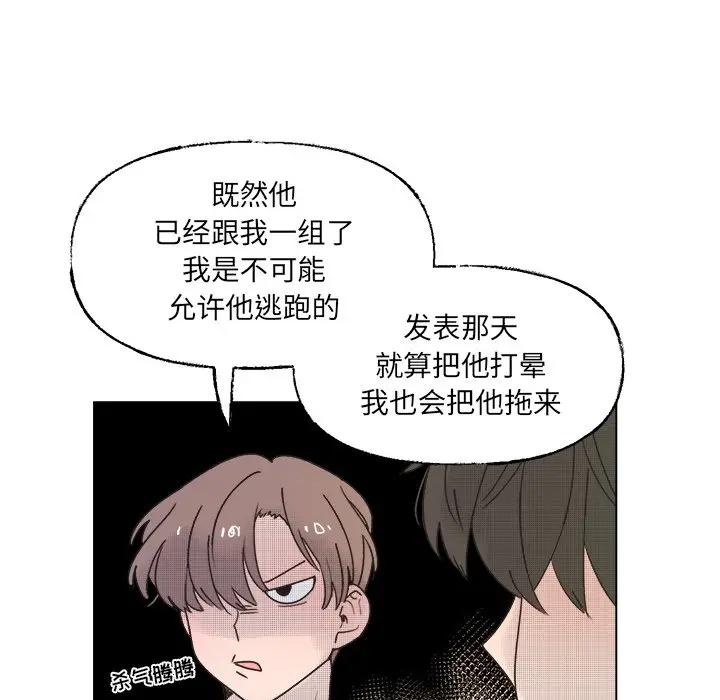 既然他
已经跟我一组了
我是不可能
允许他逃跑的
发表那天
就算把他打晕
我也会把他拖来
杀气腾腾